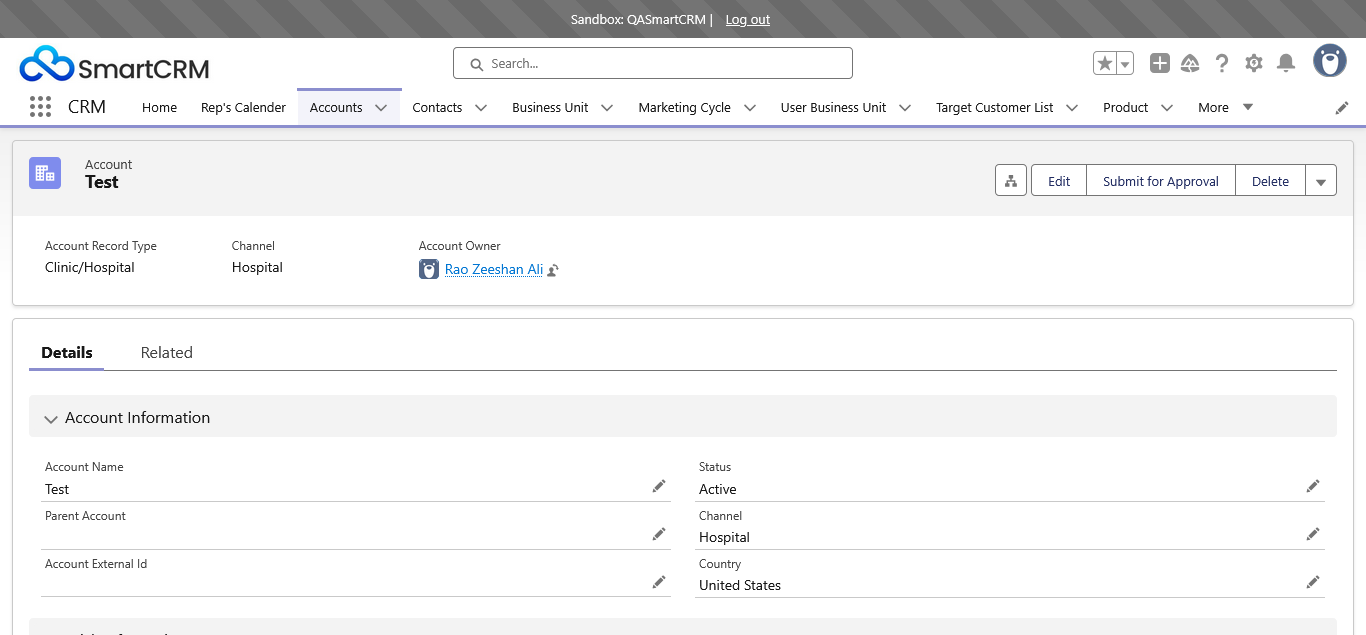 Sandbox: QASmartCRM | Log out
SmartCRM
Search...
CRM Home Rep's Calender Accounts Contacts Business Unit Marketing Cycle User Business Unit Target Customer List Product More
Account
Test
Edit Submit for Approval Delete
Account Record Type Channel Account Owner
Clinic/Hospital Hospital Rao Zeeshan Ali
Details Related
Account Information
Account Name Status
Test Active
Parent Account Channel
Hospital
Account External Id Country
United States